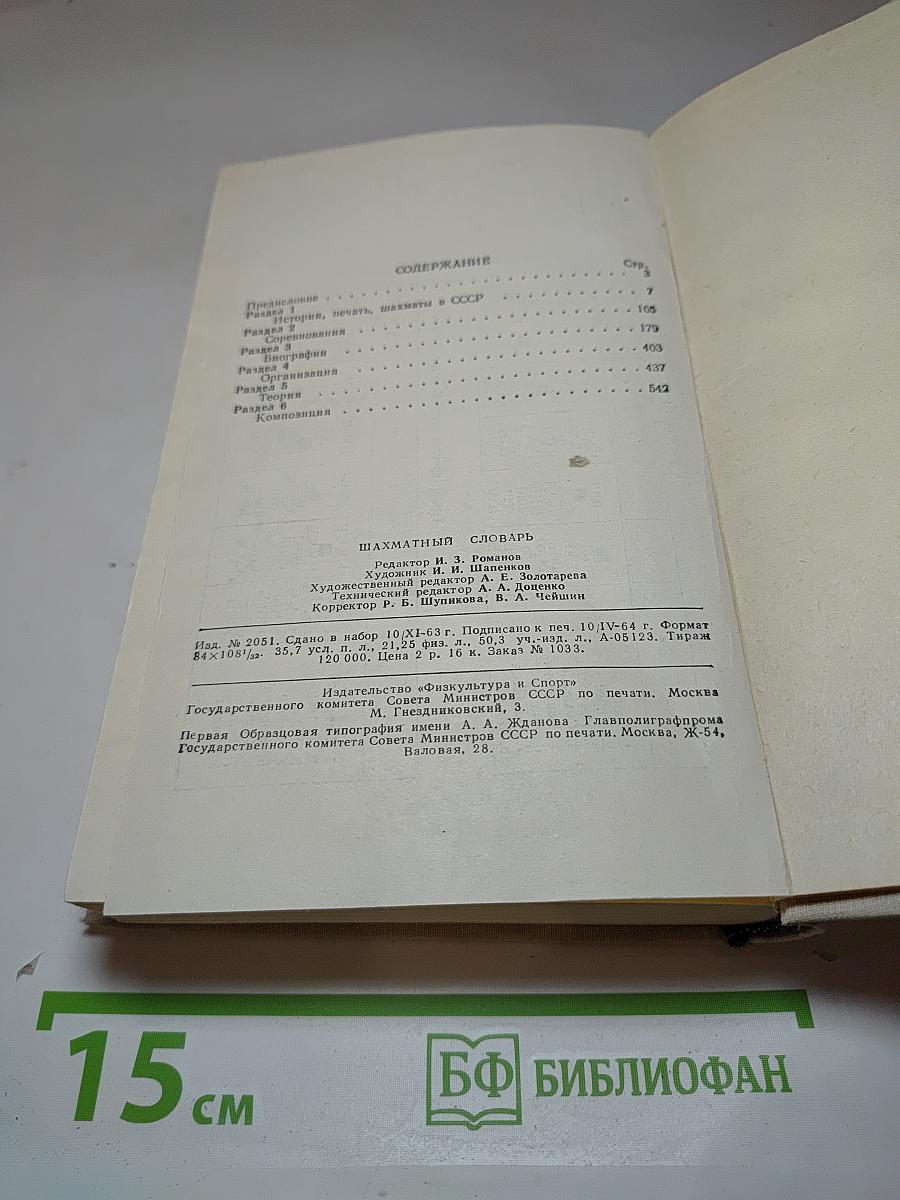 СОДЕРЖАНИЕ
Стр.
Предисловие . . . 3
Раздел 1
История, печать, шахматы в СССР . . . 7
Раздел 2
Соревнования . . . 165
Раздел 3
Биографии . . . 179
Раздел 4
Организация . . . 403
Раздел 5
Теория . . . 437
Раздел 6
Композиция . . . 542
ШАХМАТНЫЙ СЛОВАРЬ
Редактор И. З. Романов
Художник И. И. Шапенков
Художественный редактор А. Е. Золотарева
Технический редактор А. А. Доценко
Корректор Р. Б. Шупикова, В. А. Чейшин
Изд. № 2051. Сдано в набор 10/XI-63 г. Подписано к печ. 10/IV-64 г. Формат
84×108¹/₃₂. 35,7 усл. п. л., 21,25 физ. л., 50,3 уч.-изд. л., А-05123. Тираж
120 000. Цена 2 р. 16 к. Заказ № 1033.
Издательство «Физкультура и Спорт»
Государственного комитета Совета Министров СССР по печати. Москва
М. Гнездниковский, 3.
Первая Образцовая типография имени А. А. Жданова Главполиграфпрома
Государственного комитета Совета Министров СССР по печати. Москва, Ж-54,
Валовая, 28.
15 см
БФ БИБЛИОФАН